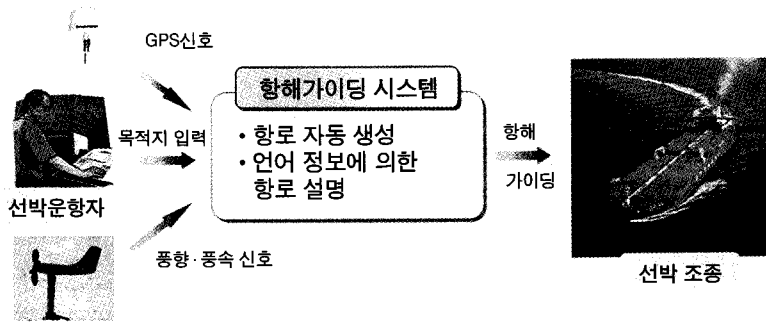 GPS신호
항해가이딩 시스템
목적지 입력
• 항로 자동 생성
• 언어 정보에 의한
항로 설명
항해
가이딩
선박운항자
풍향 · 풍속 신호
선박 조종